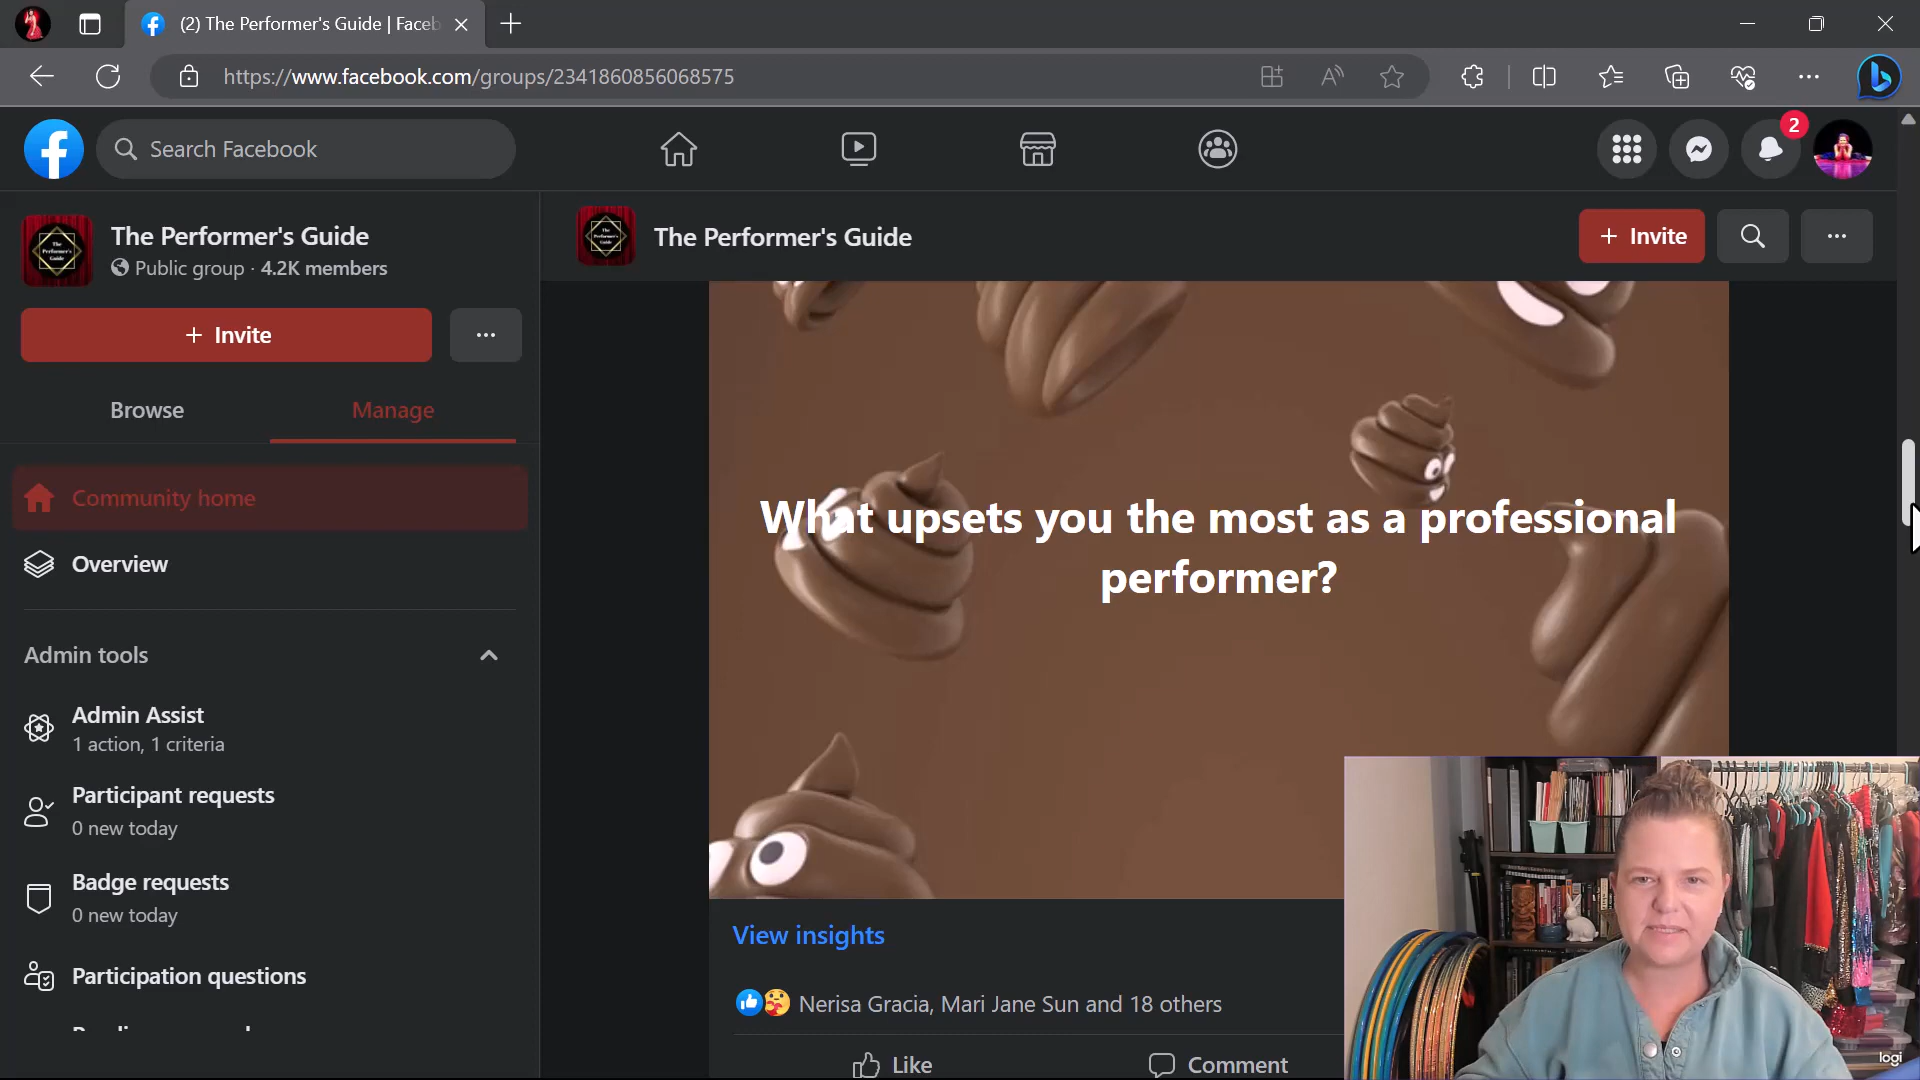 (2) The Performer's Guide | Faceb
https://www.facebook.com/groups/2341860856068575
Search Facebook
2
The Performer's Guide
Public group · 4.2K members
+ Invite
Browse
Manage
Community home
Overview
Admin tools
Admin Assist
1 action, 1 criteria
Participant requests
0 new today
Badge requests
0 new today
Participation questions
The Performer's Guide
+ Invite
What upsets you the most as a professional
performer?
View insights
Nerisa Gracia, Mari Jane Sun and 18 others
Like
Comment
logi